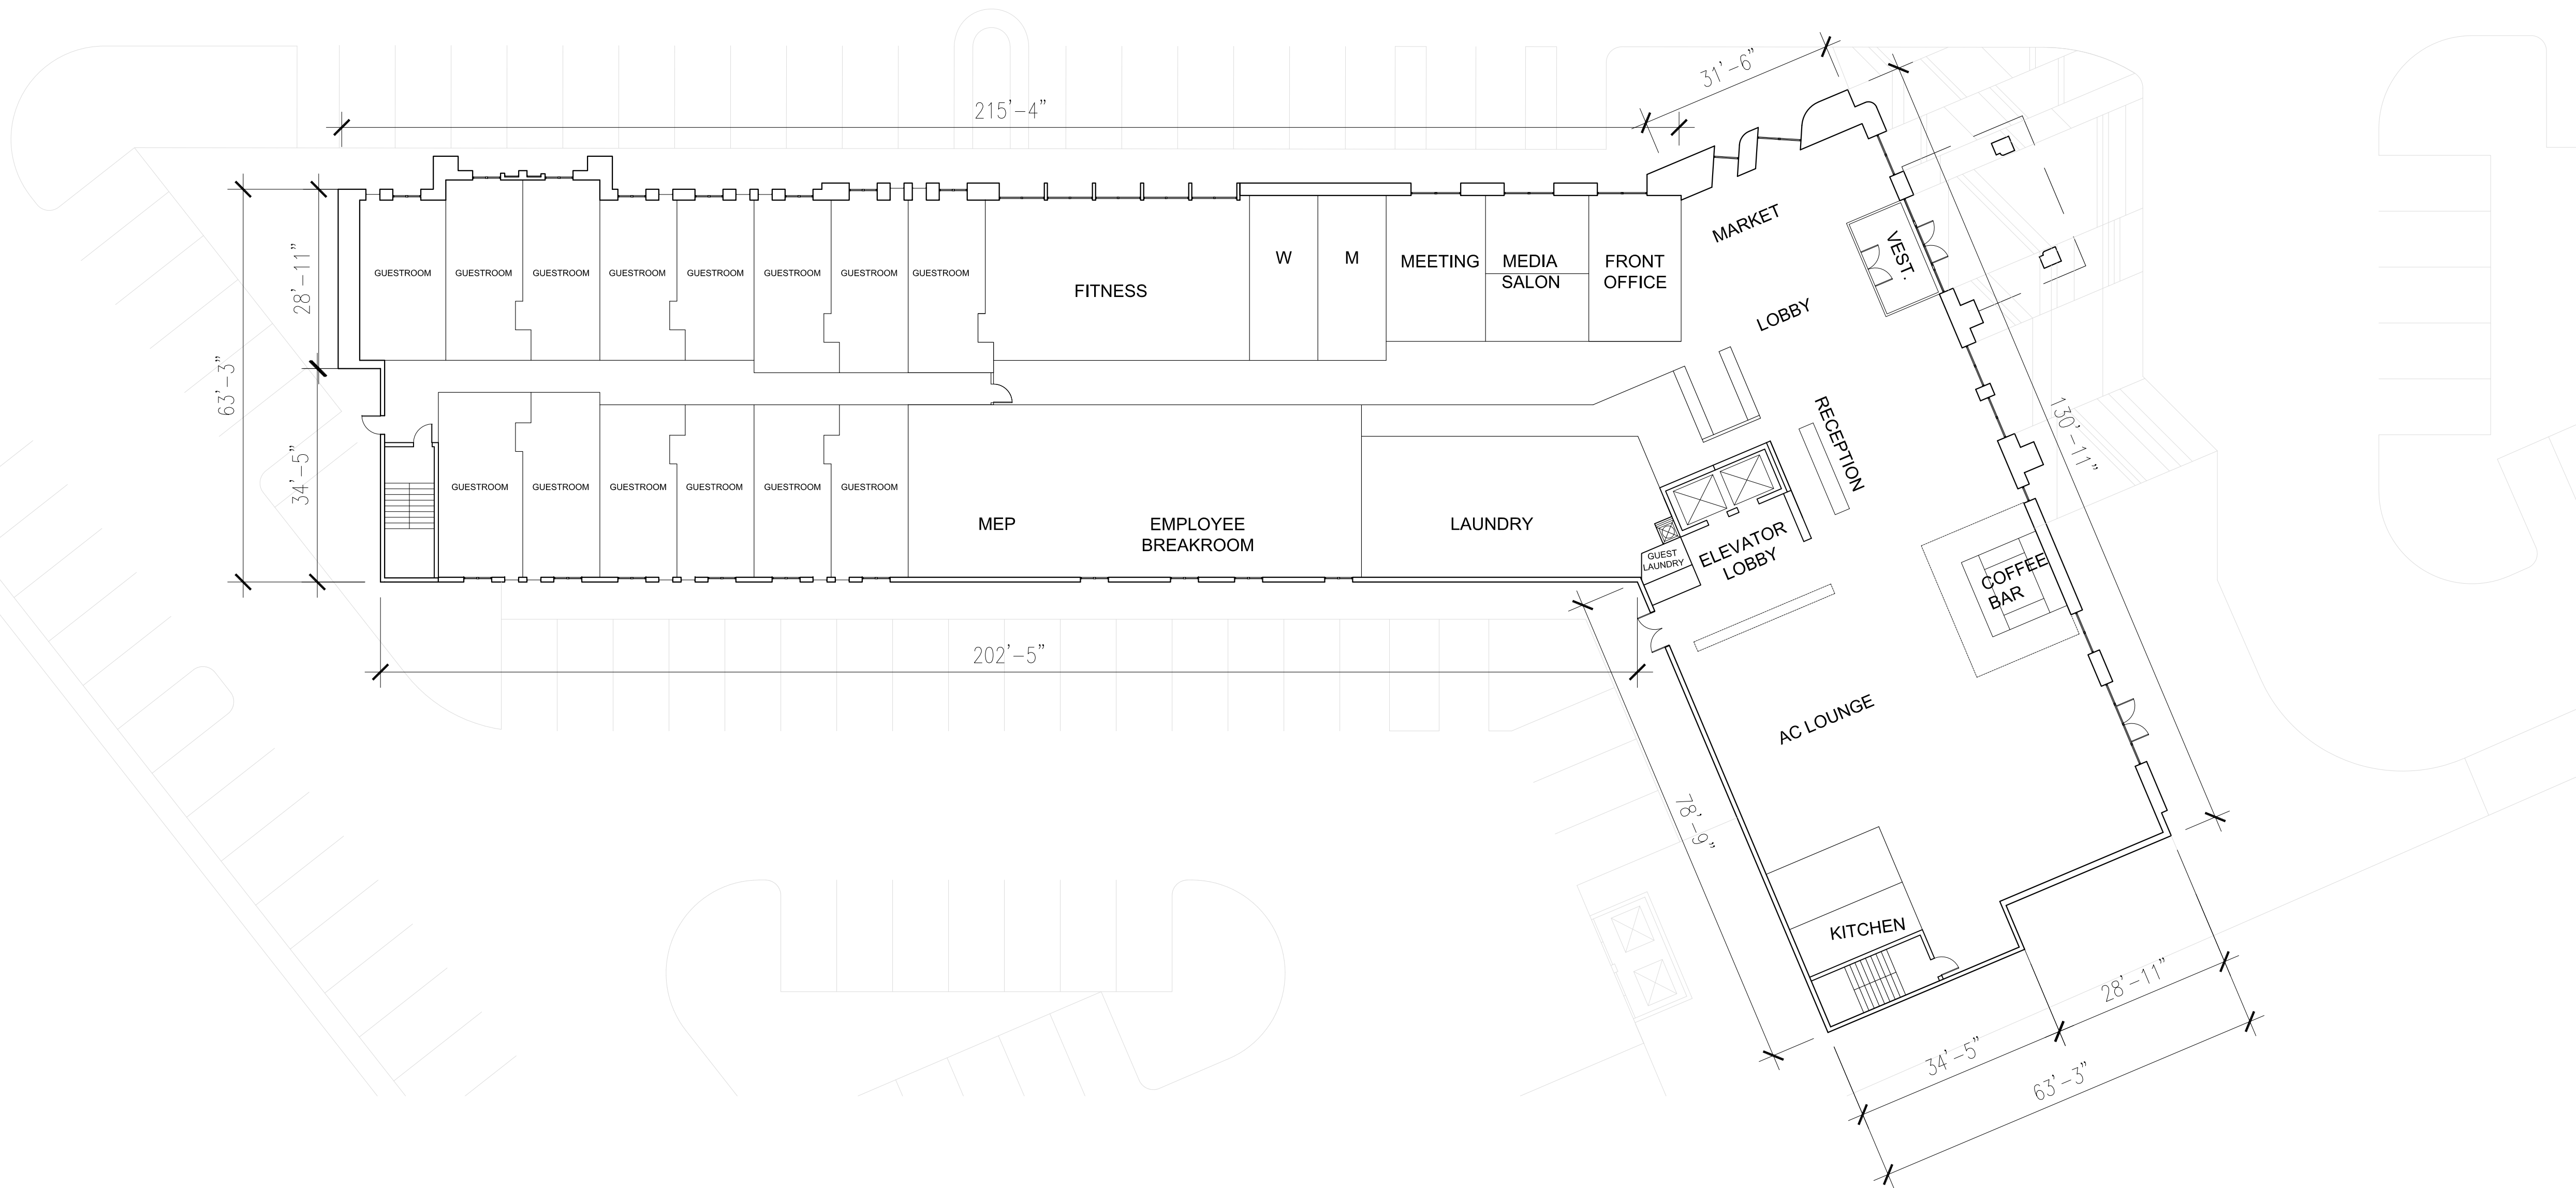 31'-6"
215'-4"
28'-11"
63'-3"
34'-5"
GUESTROOM
GUESTROOM
GUESTROOM
GUESTROOM
GUESTROOM
GUESTROOM
GUESTROOM
GUESTROOM
FITNESS
W
M
MEETING
MEDIA
SALON
FRONT
OFFICE
MARKET
VEST.
LOBBY
RECEPTION
130'-11"
GUESTROOM
GUESTROOM
GUESTROOM
GUESTROOM
GUESTROOM
GUESTROOM
MEP
EMPLOYEE
BREAKROOM
LAUNDRY
GUEST
LAUNDRY
ELEVATOR
LOBBY
COFFEE
BAR
202'-5"
AC LOUNGE
78'-9"
KITCHEN
28'-11"
34'-5"
63'-3"